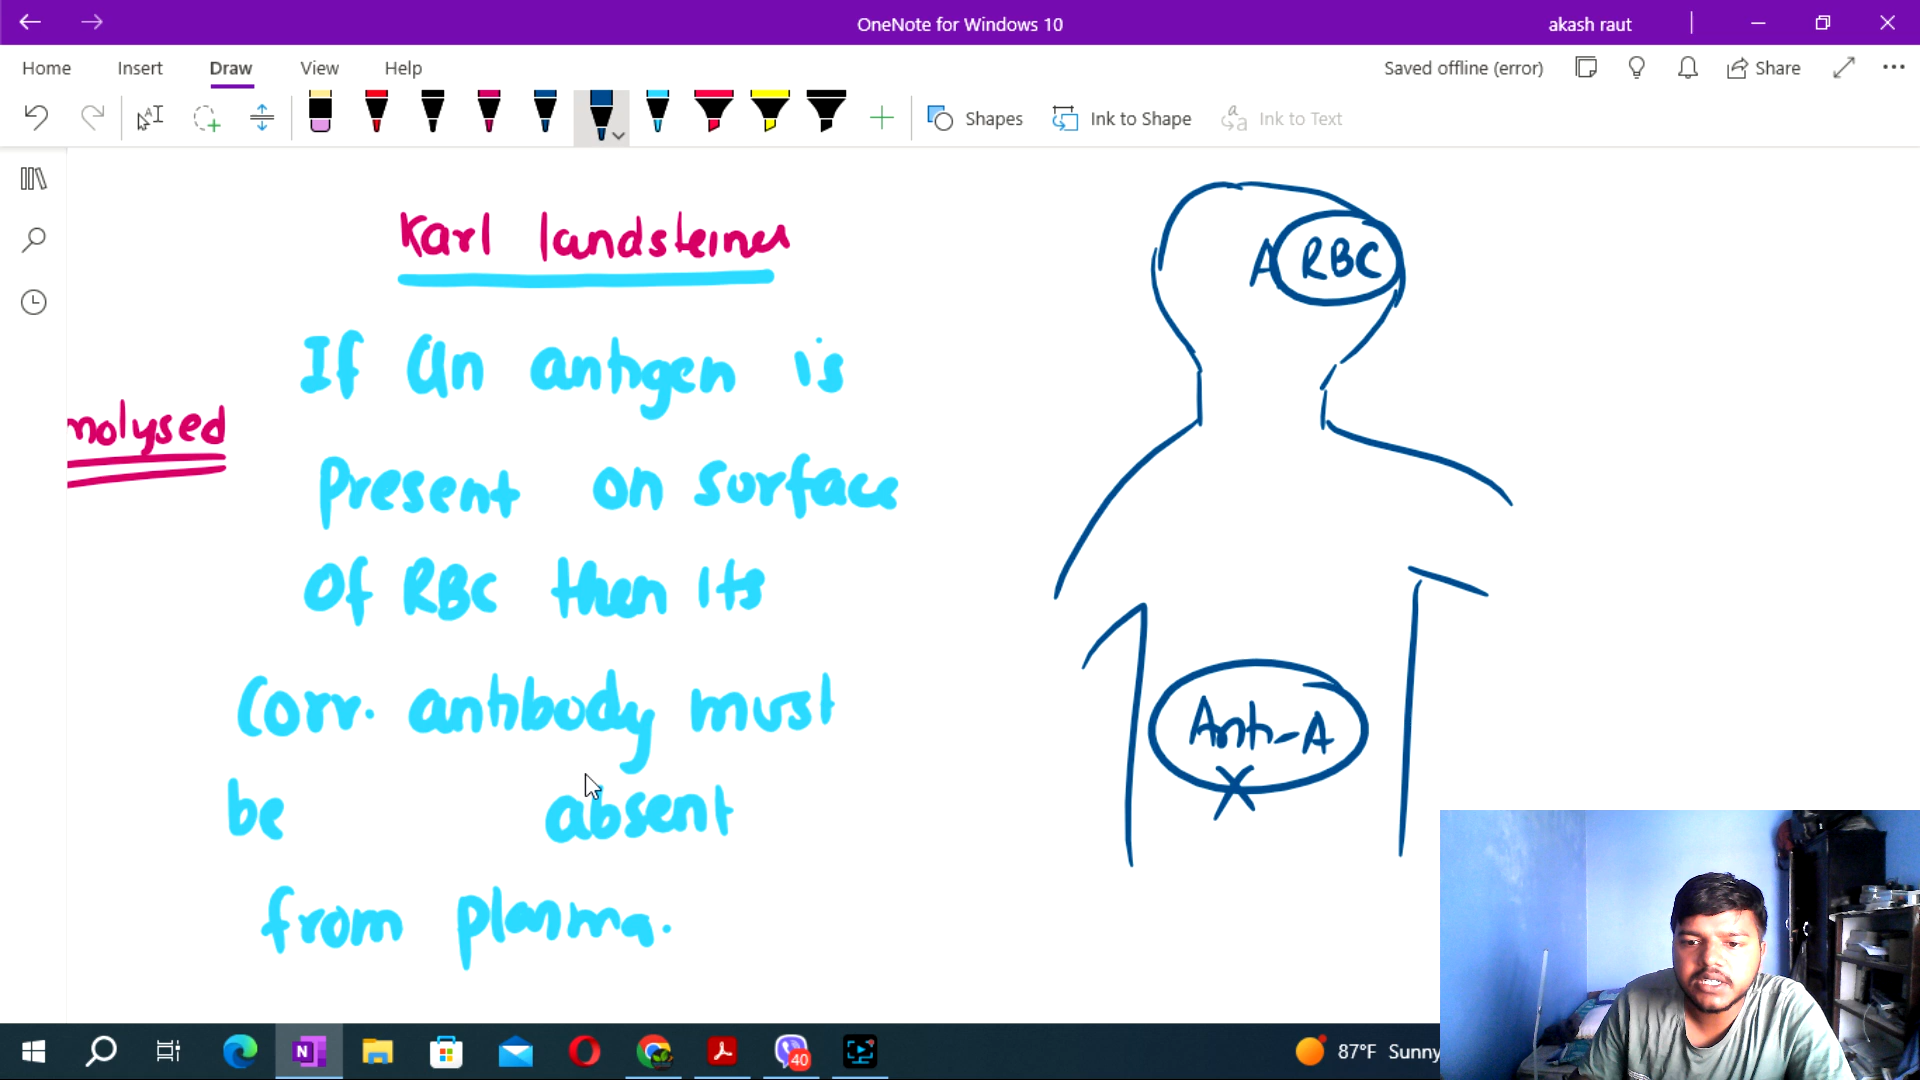 OneNote for Windows 10
akash raut
Home Insert Draw View Help
Saved offline (error)
Share
Shapes
Ink to Shape
Ink to Text
Karl landsteiner
If an antigen is
molysed
Present on surface
Of RBC then its
Corr. antibody must
be absent
from plasma.
A RBC
Anti-A
X
40
87°F Sunny